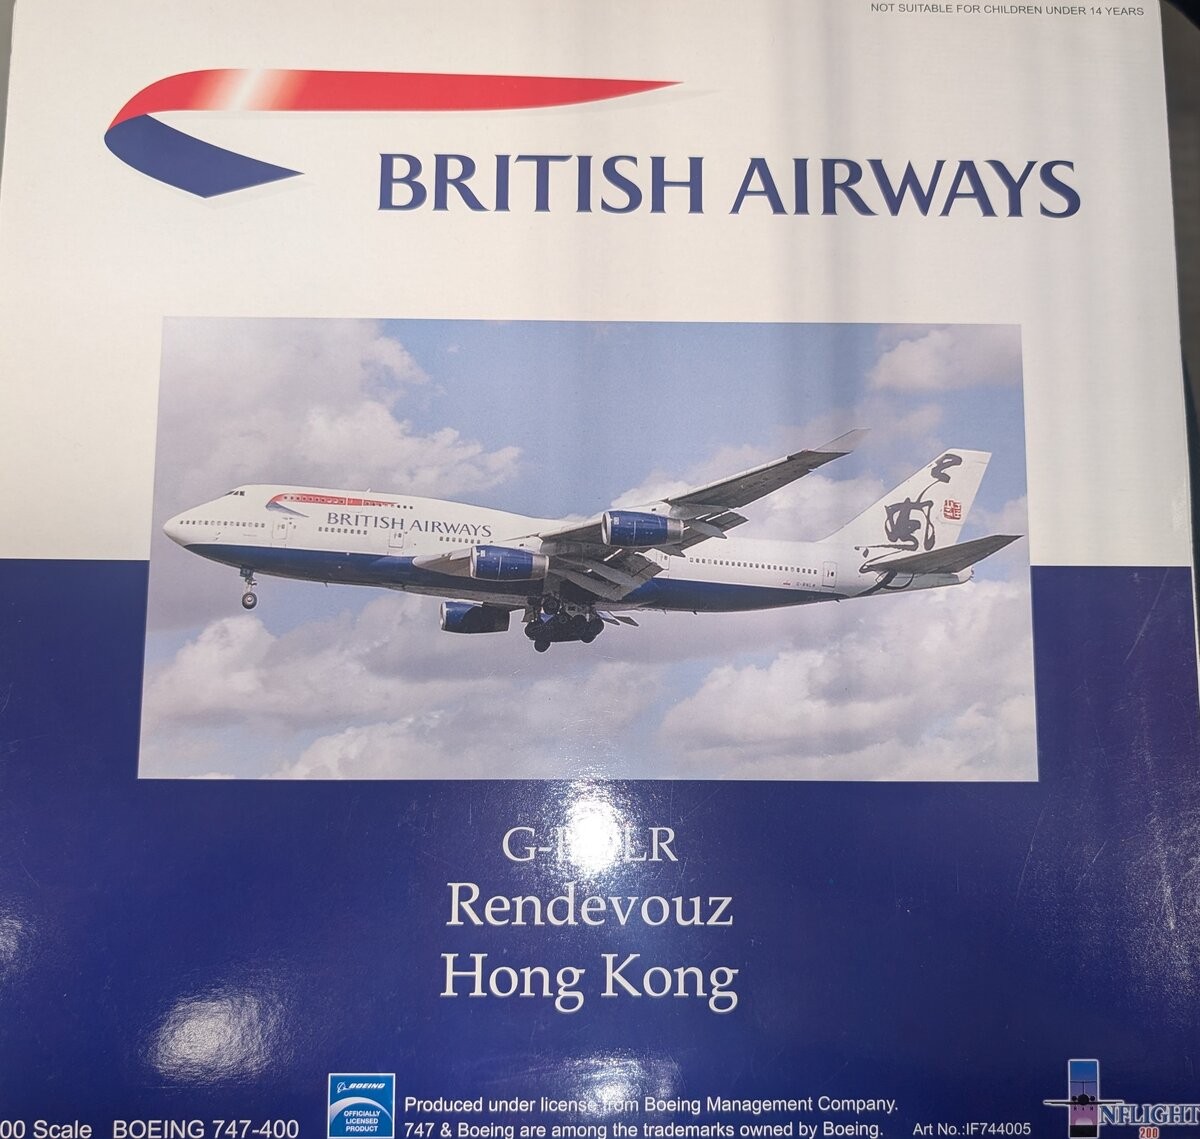 NOT SUITABLE FOR CHILDREN UNDER 14 YEARS
BRITISH AIRWAYS
BRITISH AIRWAYS
Rendevouz
Hong Kong
00 Scale BOEING 747-400
BOEING
OFFICIALLY
LICENSED
PRODUCT
Produced under license from Boeing Management Company.
747 & Boeing are among the trademarks owned by Boeing.
Art No.:IF744005
NFLIGHT
200